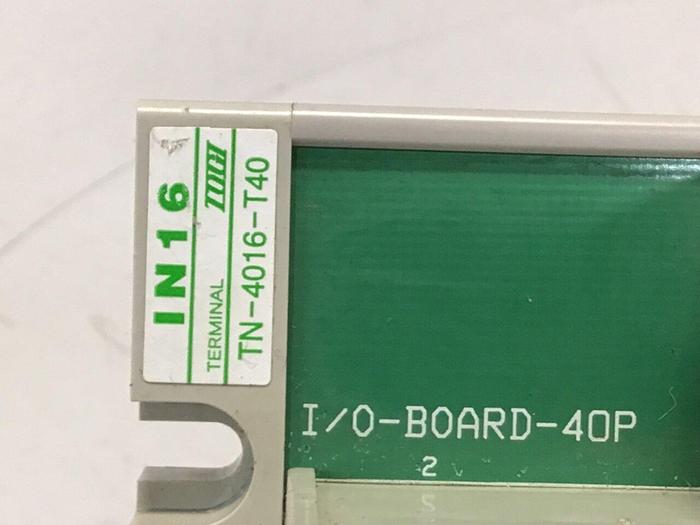 IN16
TERMINAL TOGI
TN-4016-T40
I/O-BOARD-40P
2
S